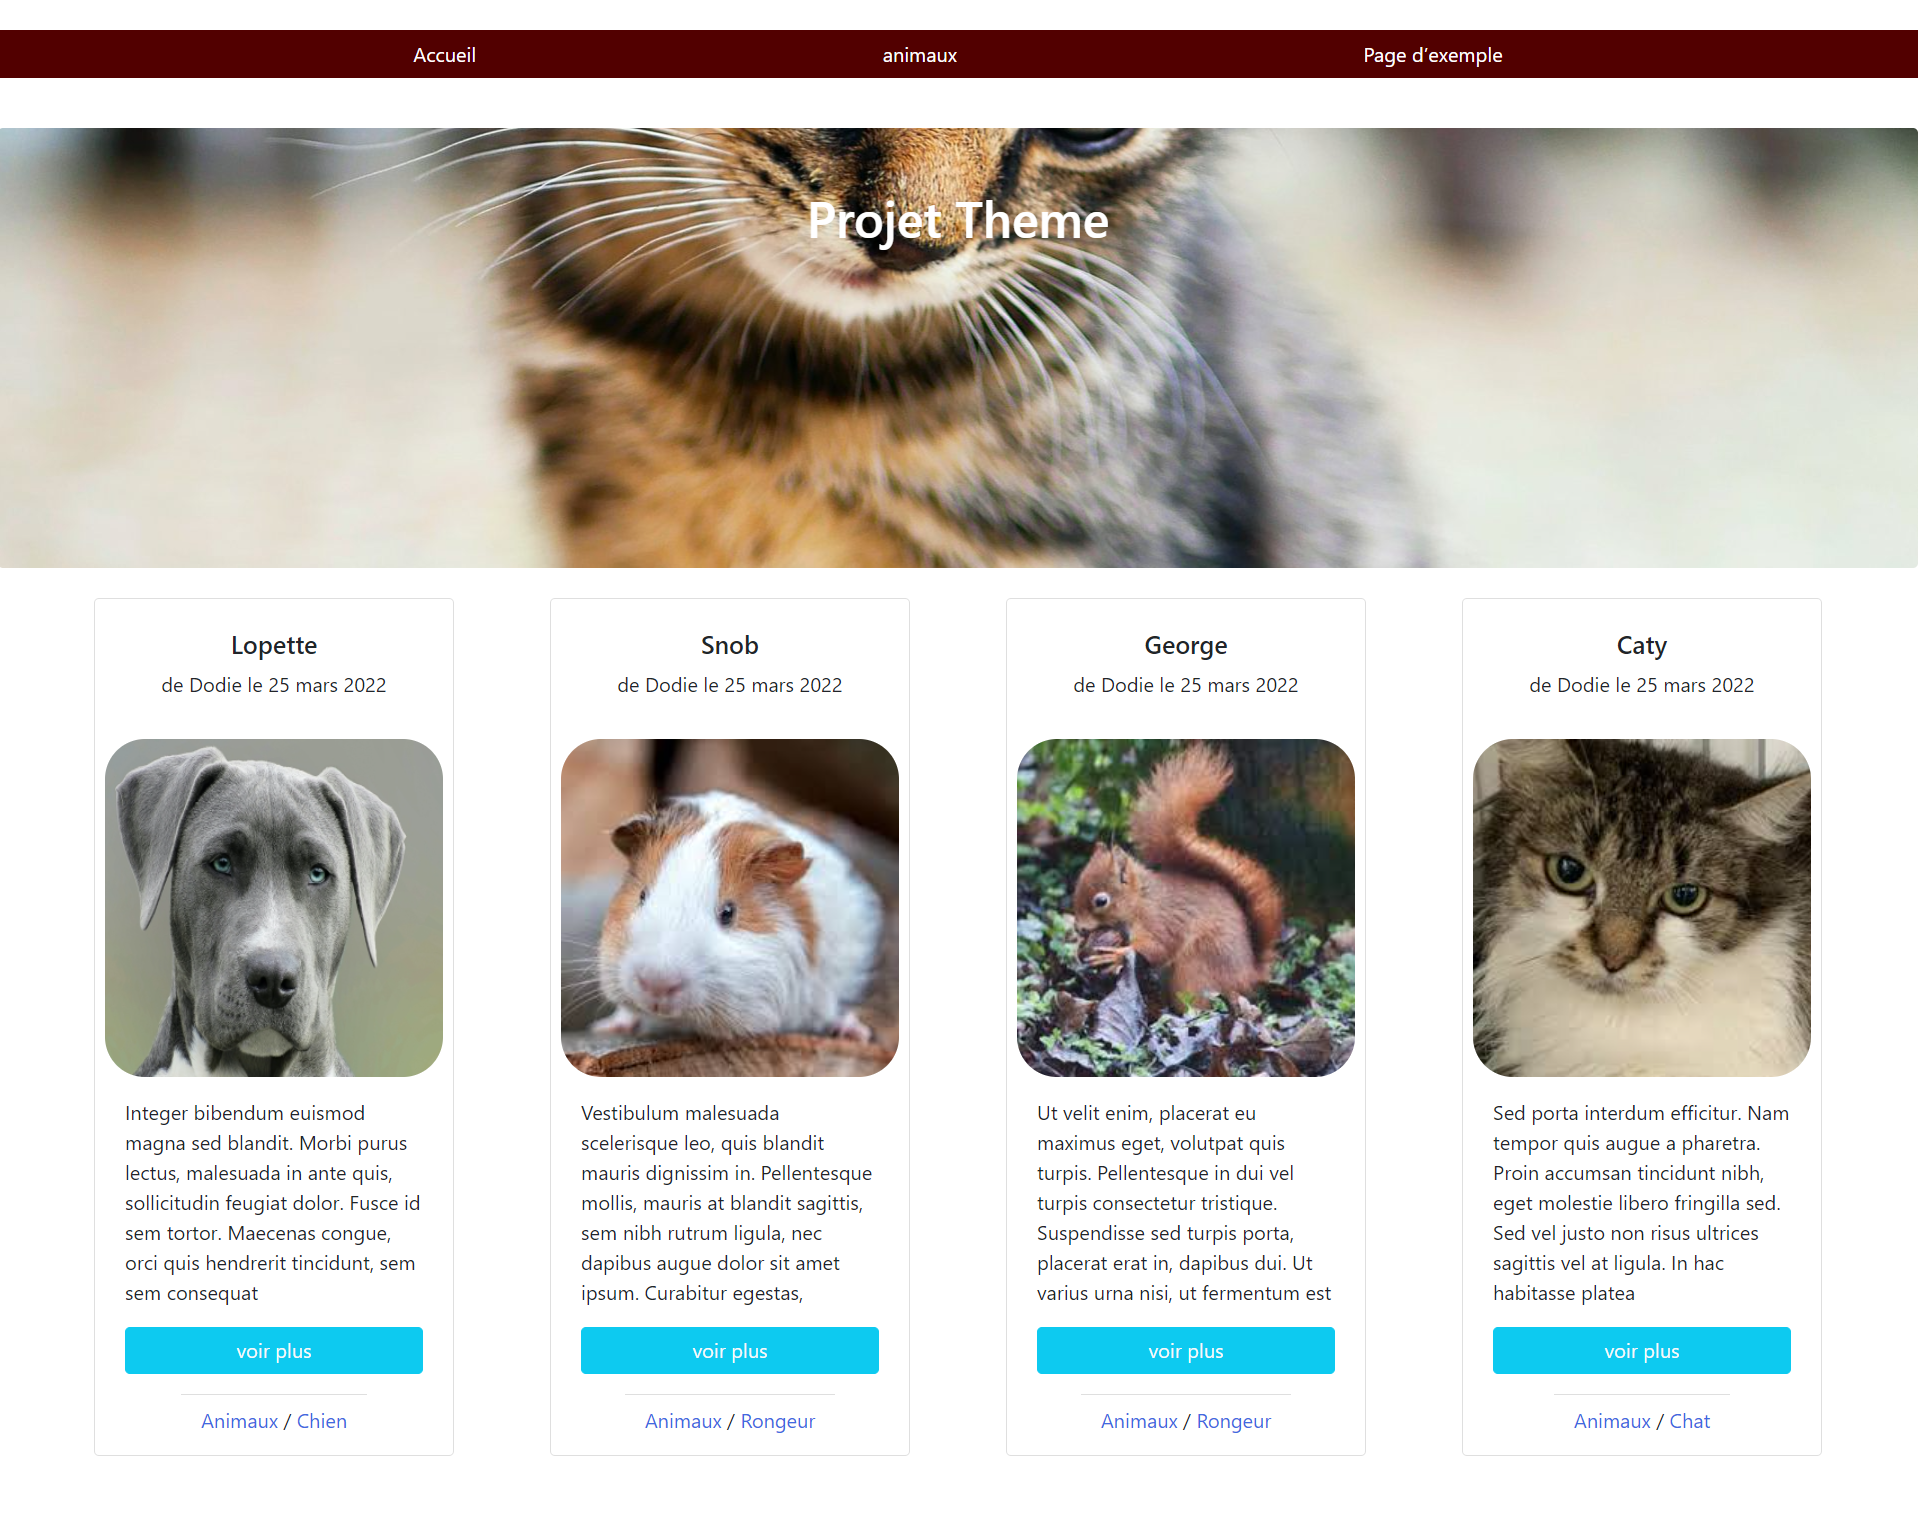 Accueil animaux Page d'exemple
Projet Theme
Lopette
de Dodie le 25 mars 2022
Integer bibendum euismod
magna sed blandit. Morbi purus
lectus, malesuada in ante quis,
sollicitudin feugiat dolor. Fusce id
sem tortor. Maecenas congue,
orci quis hendrerit tincidunt, sem
sem consequat
voir plus
Animaux / Chien
Snob
de Dodie le 25 mars 2022
Vestibulum malesuada
scelerisque leo, quis blandit
mauris dignissim in. Pellentesque
mollis, mauris at blandit sagittis,
sem nibh rutrum ligula, nec
dapibus augue dolor sit amet
ipsum. Curabitur egestas,
voir plus
Animaux / Rongeur
George
de Dodie le 25 mars 2022
Ut velit enim, placerat eu
maximus eget, volutpat quis
turpis. Pellentesque in dui vel
turpis consectetur tristique.
Suspendisse sed turpis porta,
placerat erat in, dapibus dui. Ut
varius urna nisi, ut fermentum est
voir plus
Animaux / Rongeur
Caty
de Dodie le 25 mars 2022
Sed porta interdum efficitur. Nam
tempor quis augue a pharetra.
Proin accumsan tincidunt nibh,
eget molestie libero fringilla sed.
Sed vel justo non risus ultrices
sagittis vel at ligula. In hac
habitasse platea
voir plus
Animaux / Chat